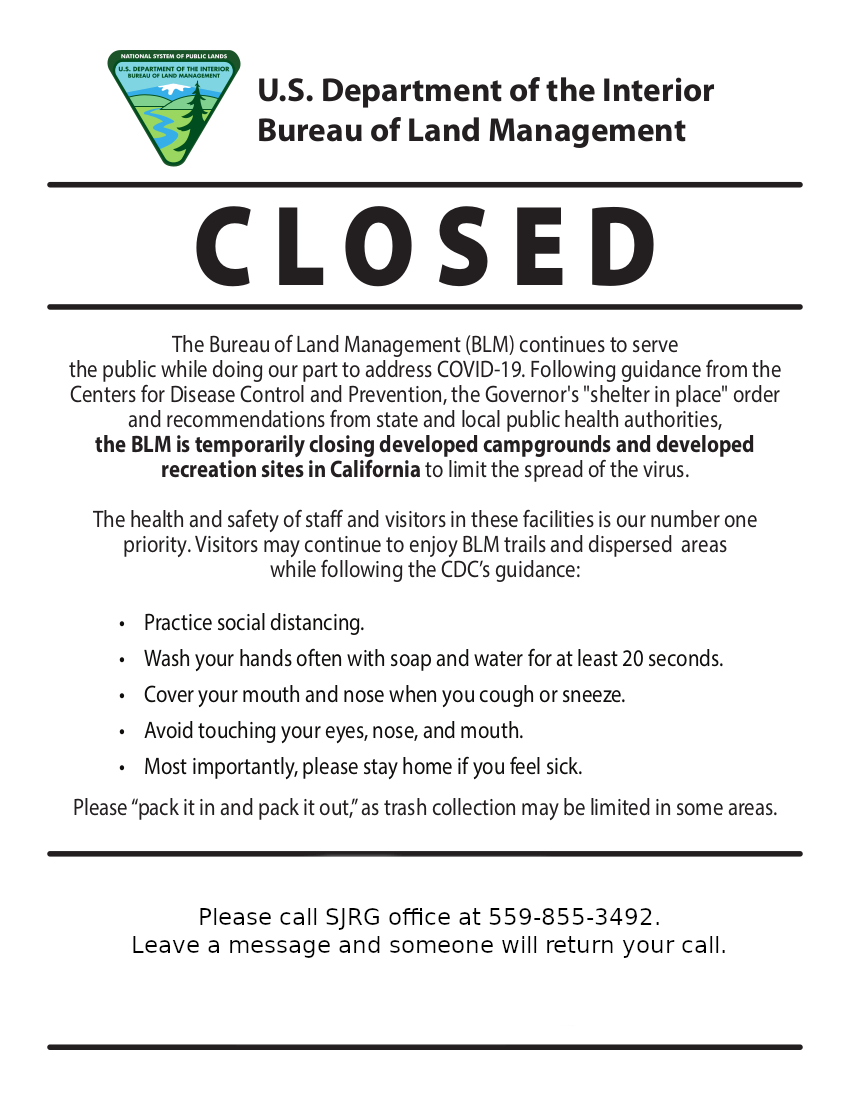 NATIONAL SYSTEM OF PUBLIC LANDS
U.S. DEPARTMENT OF THE INTERIOR
BUREAU OF LAND MANAGEMENT
U.S. Department of the Interior
Bureau of Land Management
CLOSED
The Bureau of Land Management (BLM) continues to serve
the public while doing our part to address COVID-19. Following guidance from the
Centers for Disease Control and Prevention, the Governor's "shelter in place" order
and recommendations from state and local public health authorities,
the BLM is temporarily closing developed campgrounds and developed
recreation sites in California to limit the spread of the virus.
The health and safety of staff and visitors in these facilities is our number one
priority. Visitors may continue to enjoy BLM trails and dispersed areas
while following the CDC’s guidance:
• Practice social distancing.
• Wash your hands often with soap and water for at least 20 seconds.
• Cover your mouth and nose when you cough or sneeze.
• Avoid touching your eyes, nose, and mouth.
• Most importantly, please stay home if you feel sick.
Please “pack it in and pack it out,” as trash collection may be limited in some areas.
Please call SJRG office at 559-855-3492.
Leave a message and someone will return your call.